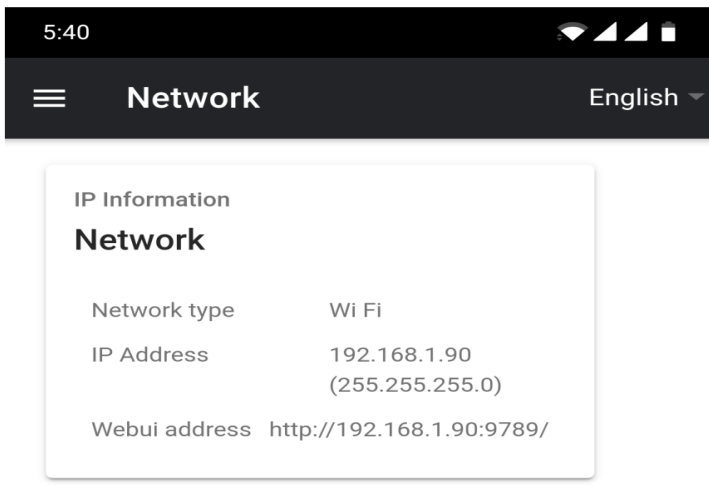 5:40
Network
English
IP Information
Network
Network type Wi Fi
IP Address 192.168.1.90
(255.255.255.0)
Webui address http://192.168.1.90:9789/